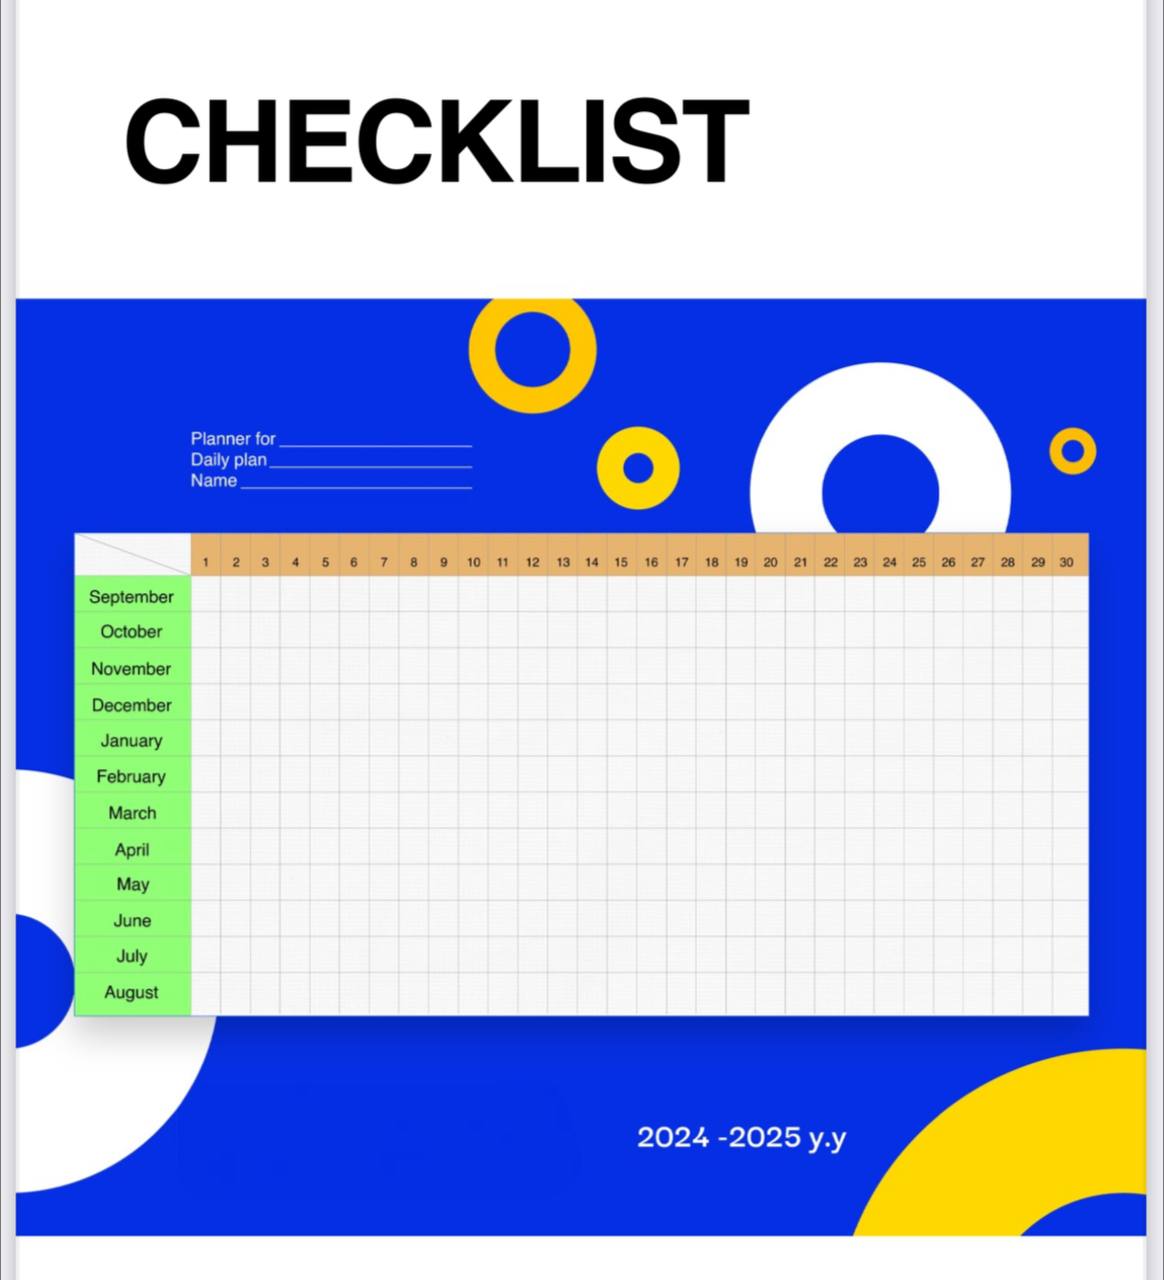 CHECKLIST
Planner for
Daily plan
Name
1 2 3 4 5 6 7 8 9 10 11 12 13 14 15 16 17 18 19 20 21 22 23 24 25 26 27 28 29 30
September
October
November
December
January
February
March
April
May
June
July
August
2024 -2025 y.y